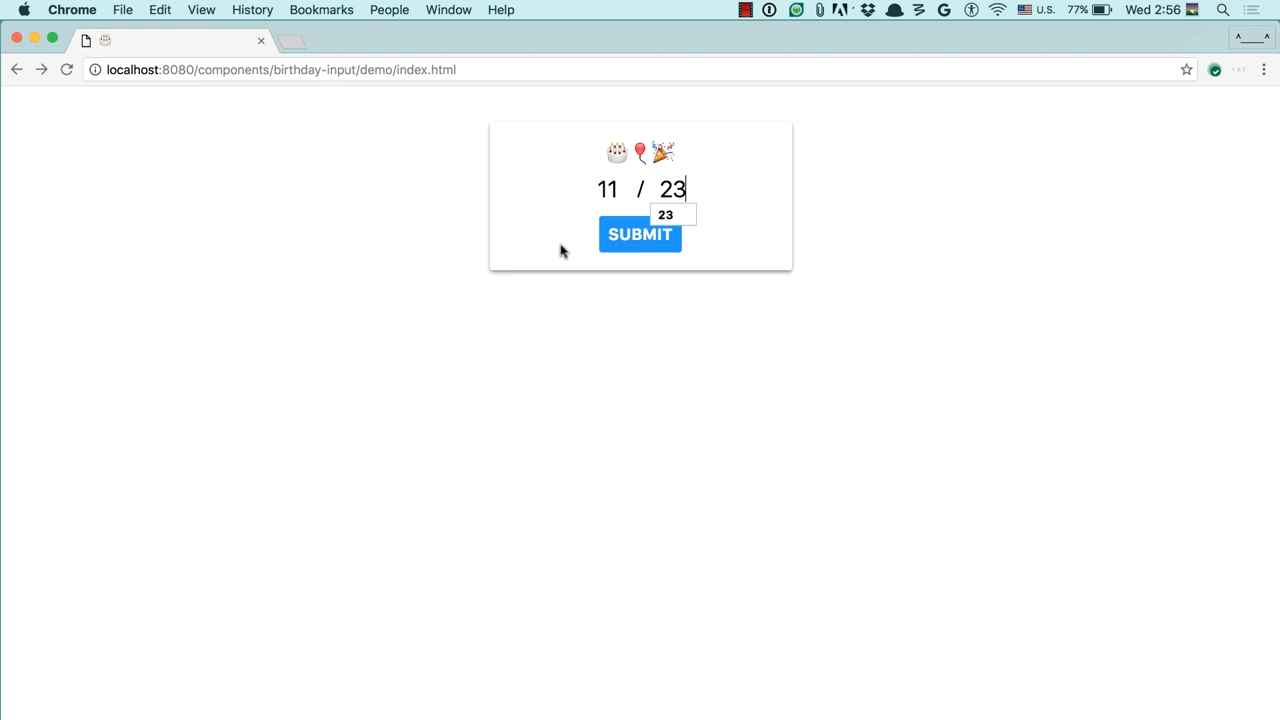 Chrome File Edit View History Bookmarks People Window Help U.S. 77% Wed 2:56
localhost:8080/components/birthday-input/demo/index.html
11 / 23
23
SUBMIT